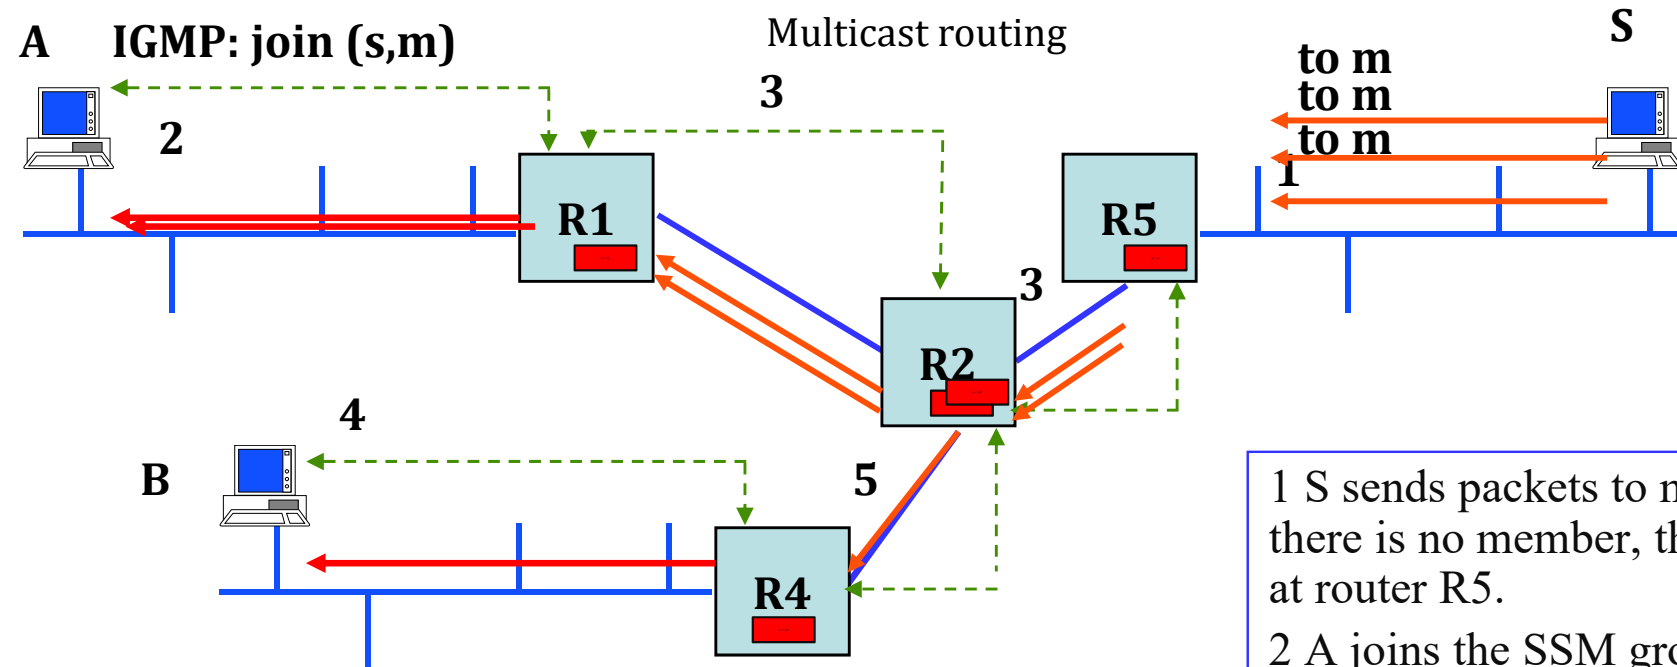 Multicast routing
A
IGMP: join (s,m)
S
to m
to m
to m
1
2
3
R1
R5
3
R2
4
B
5
R4
1 S sends packets to
there is no member,
at router R5.
2 A joins the SSM